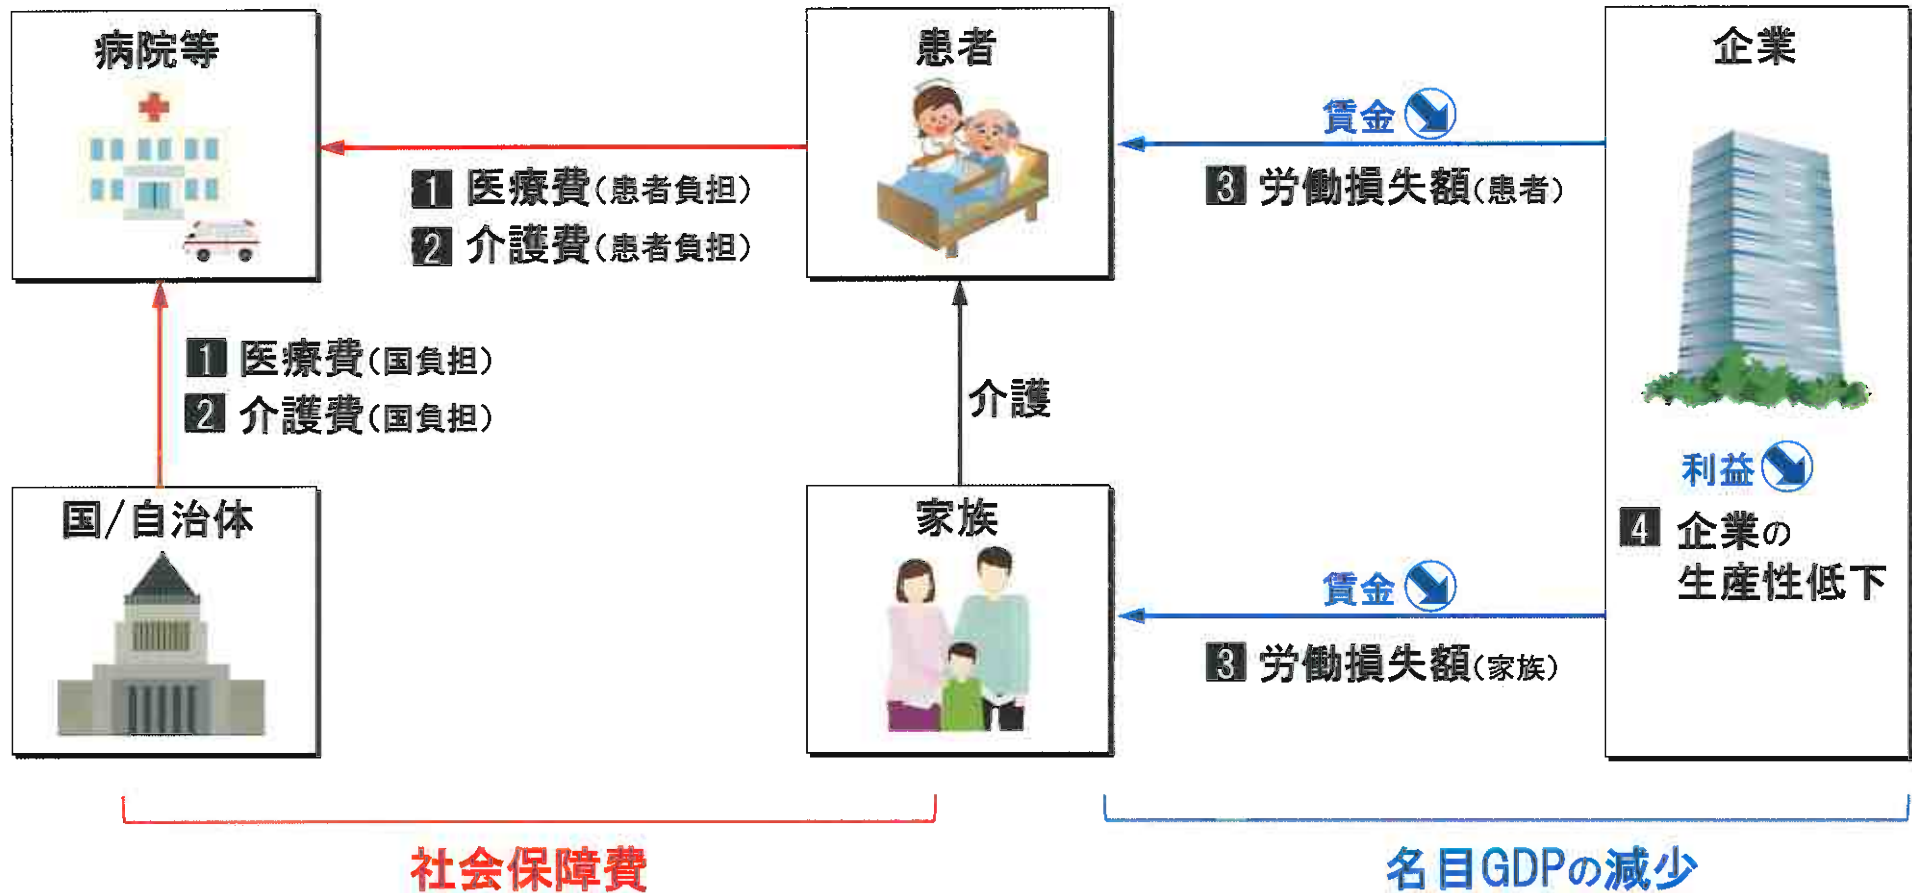 病院等
患者
企業
賃金
1 医療費(患者負担)
2 介護費(患者負担)
3 労働損失額(患者)
1 医療費(国負担)
2 介護費(国負担)
介護
利益
4 企業の
生産性低下
国/自治体
家族
賃金
3 労働損失額(家族)
社会保障費
名目GDPの減少